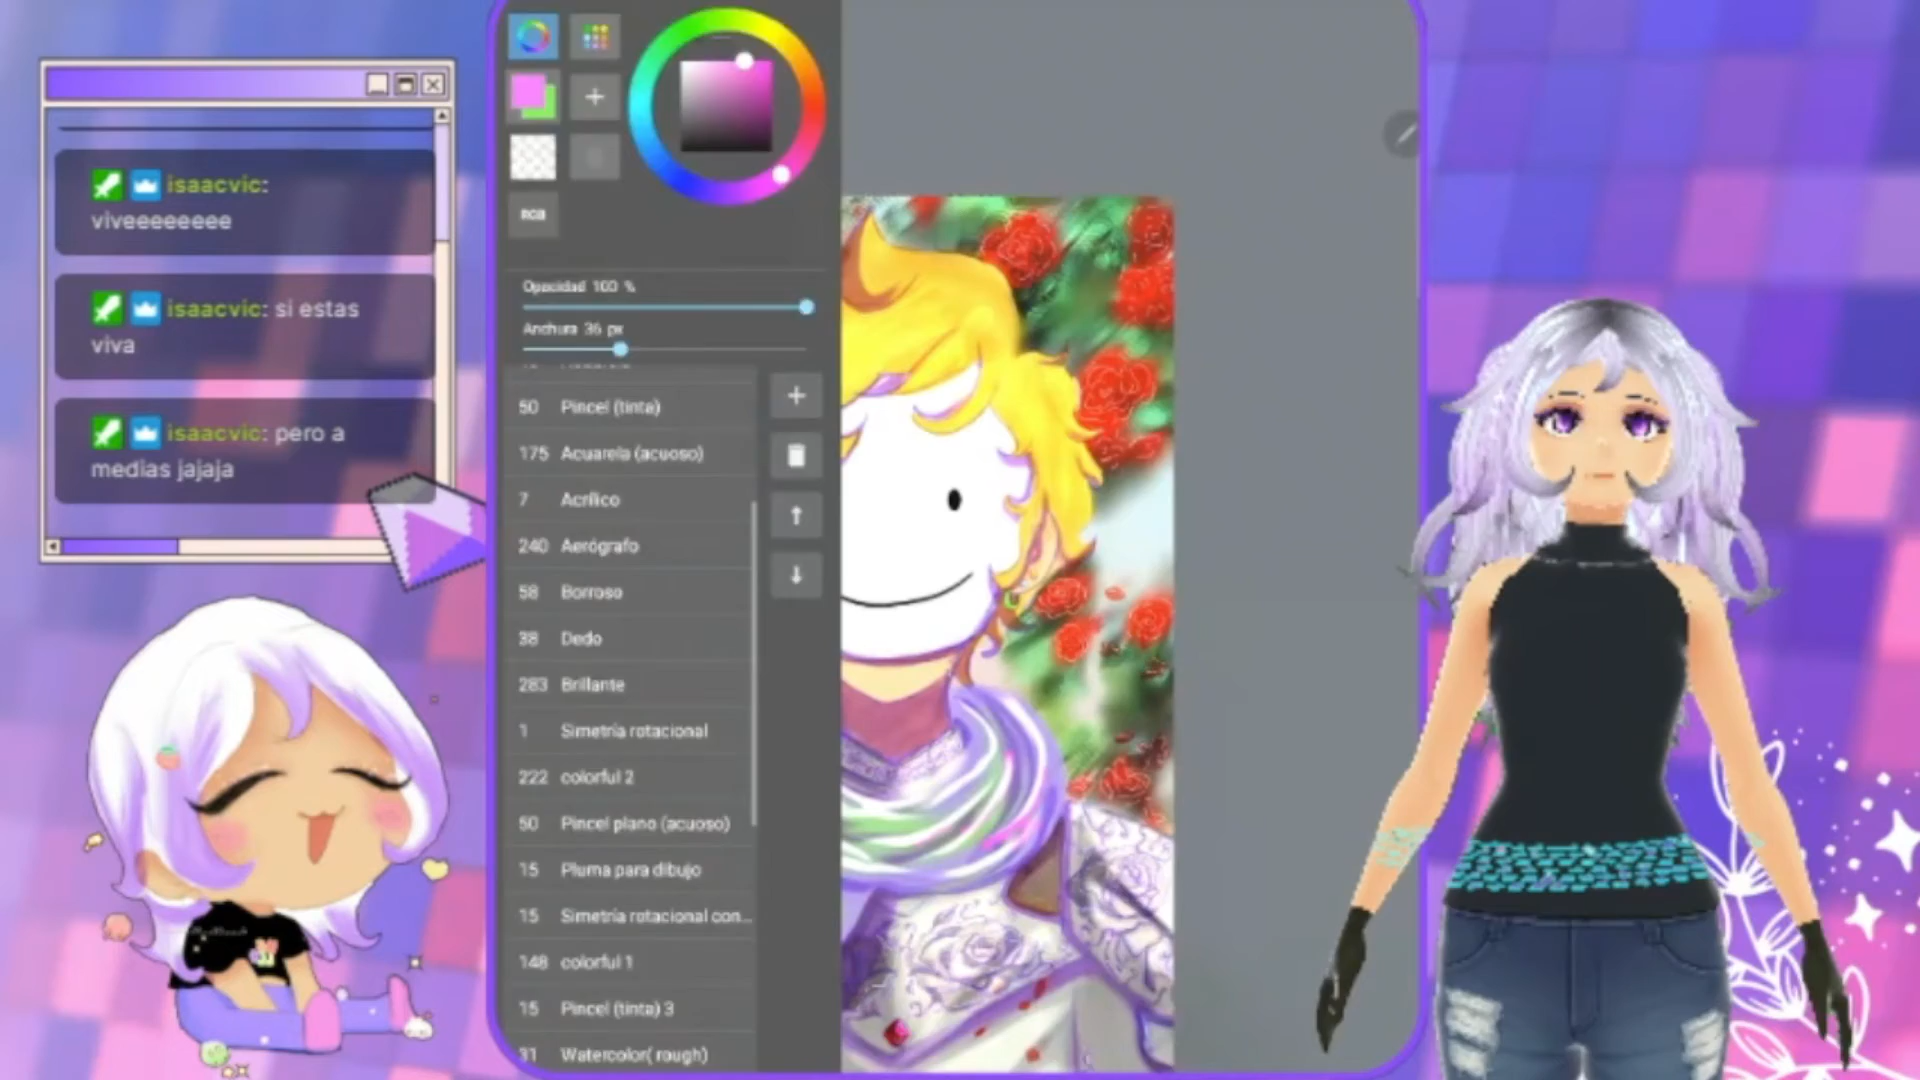 isaacvic:
viveeeeeeee
isaacvic: si estas
viva
isaacvic: pero a
medias jajaja
RGB
Opacidad 100 %
Anchura 36 px
50 Pincel (tinta)
175 Acuarela (acuoso)
7 Acrílico
240 Aerógrafo
58 Borroso
38 Dedo
283 Brillante
1 Simetría rotacional
222 colorful 2
50 Pincel plano (acuoso)
15 Pluma para dibujo
15 Simetría rotacional con...
148 colorful 1
15 Pincel (tinta) 3
31 Watercolor( rough)